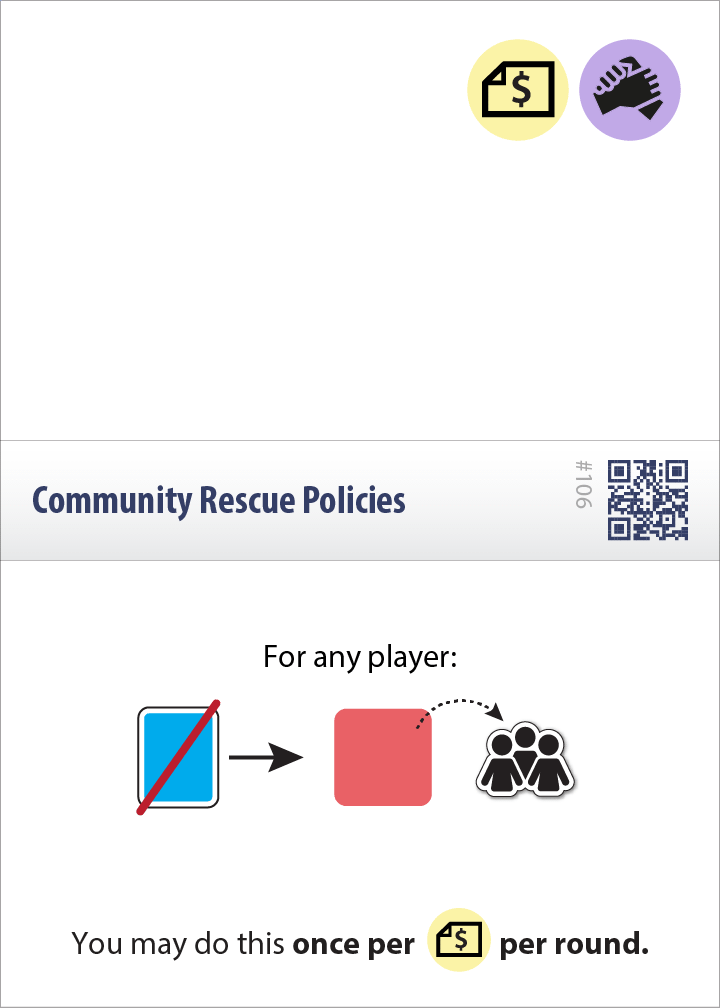 $
Community Rescue Policies
#106
For any player:
You may do this once per $ per round.